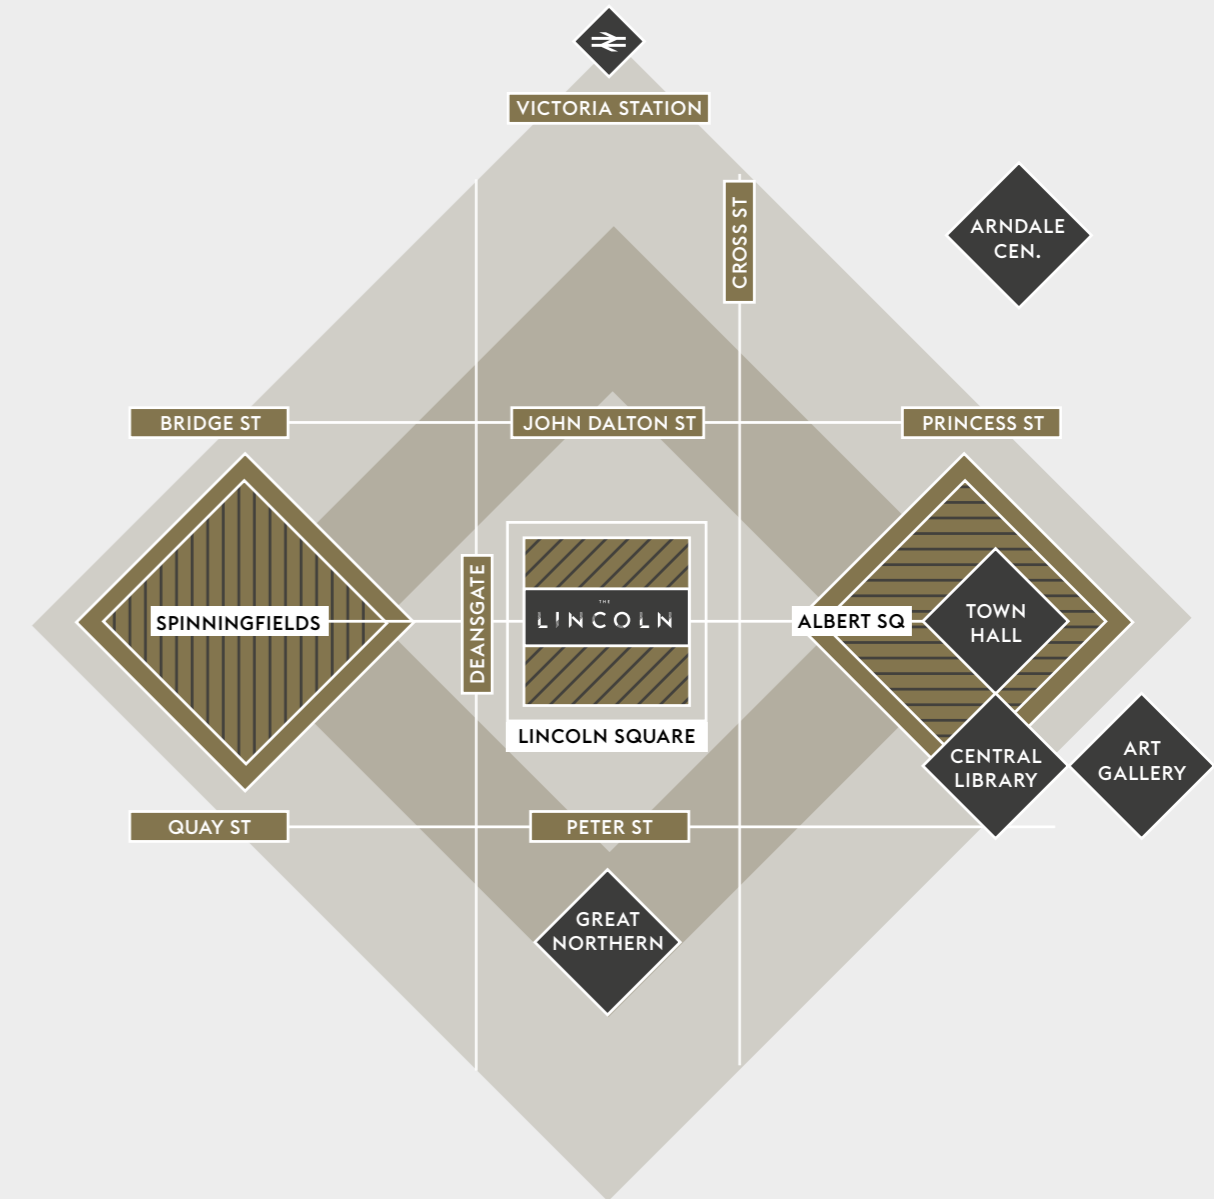 VICTORIA STATION
CROSS ST
ARNDALE
CEN.
BRIDGE ST
JOHN DALTON ST
PRINCESS ST
SPINNINGFIELDS
DEANSGATE
THE
LINCOLN
ALBERT SQ
TOWN
HALL
LINCOLN SQUARE
CENTRAL
LIBRARY
ART
GALLERY
QUAY ST
PETER ST
GREAT
NORTHERN